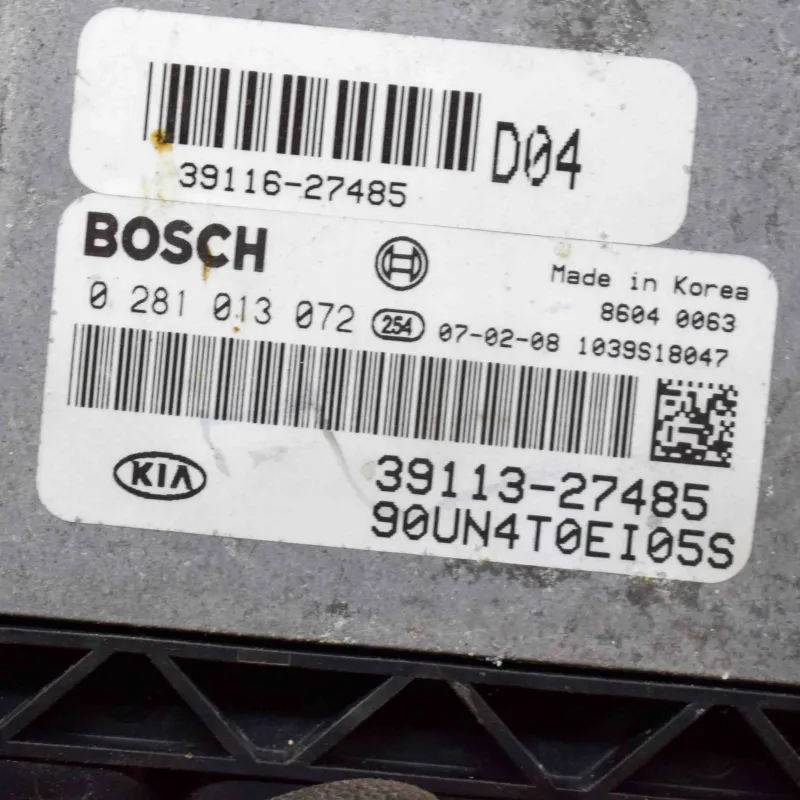 D04
39116-27485
BOSCH
Made in Korea
0 281 013 072 254 8604 0063
07-02-08 1039S18047
KIA
39113-27485
90UN4T0EI05S